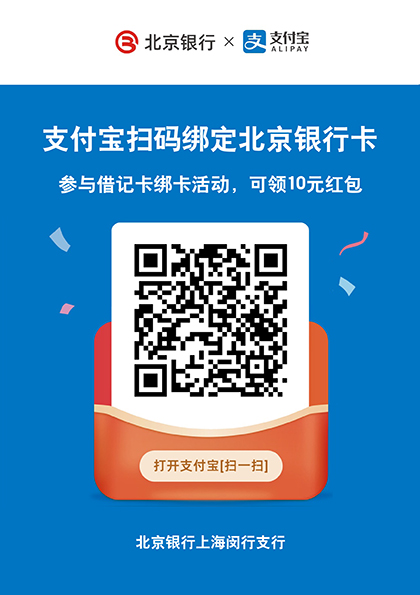 北京银行 × 支付宝
ALIPAY
支付宝扫码绑定北京银行卡
参与借记卡绑卡活动，可领10元红包
打开支付宝[扫一扫]
北京银行上海闵行支行